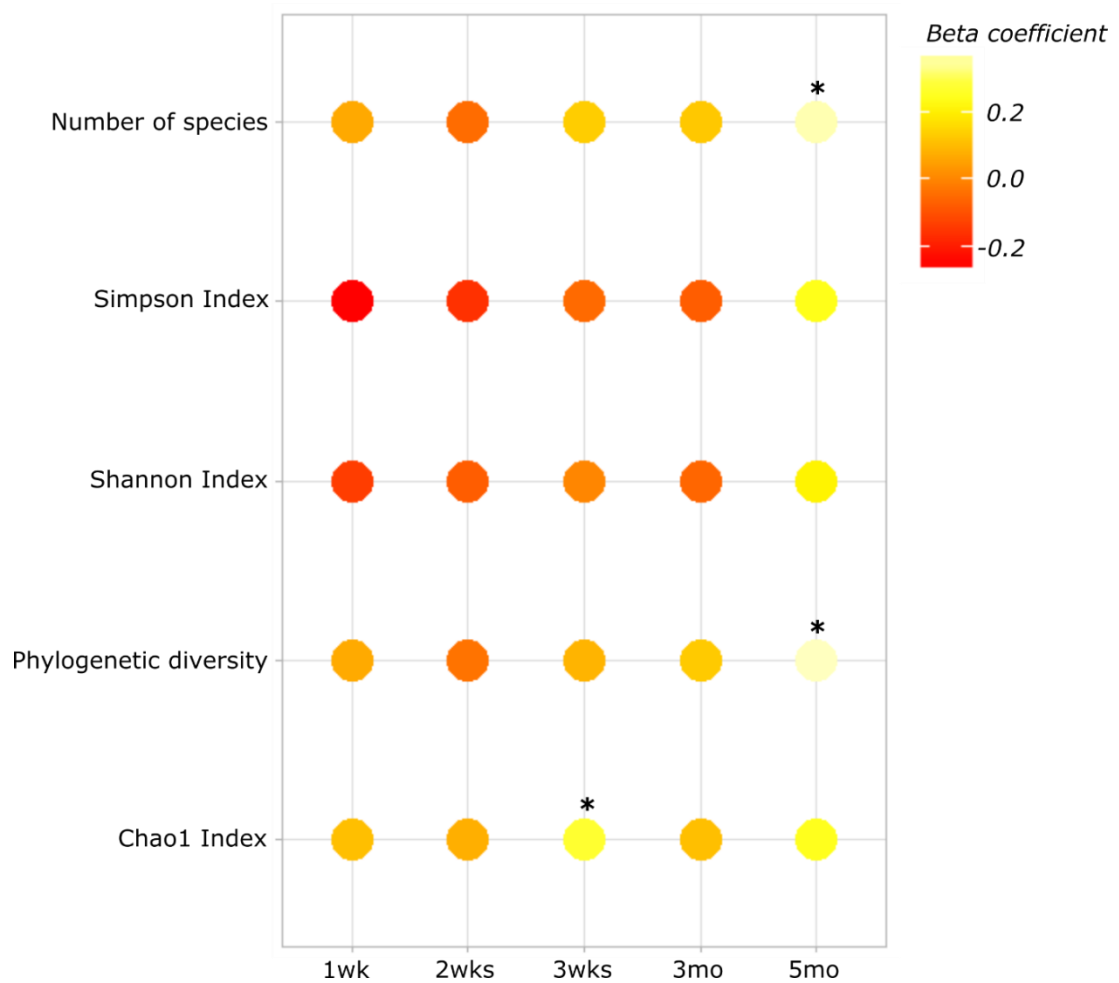 Beta coefficient
0.2
0.0
-0.2
Number of species
*
Simpson Index
Shannon Index
Phylogenetic diversity
*
Chao1 Index
*
1wk 2wks 3wks 3mo 5mo